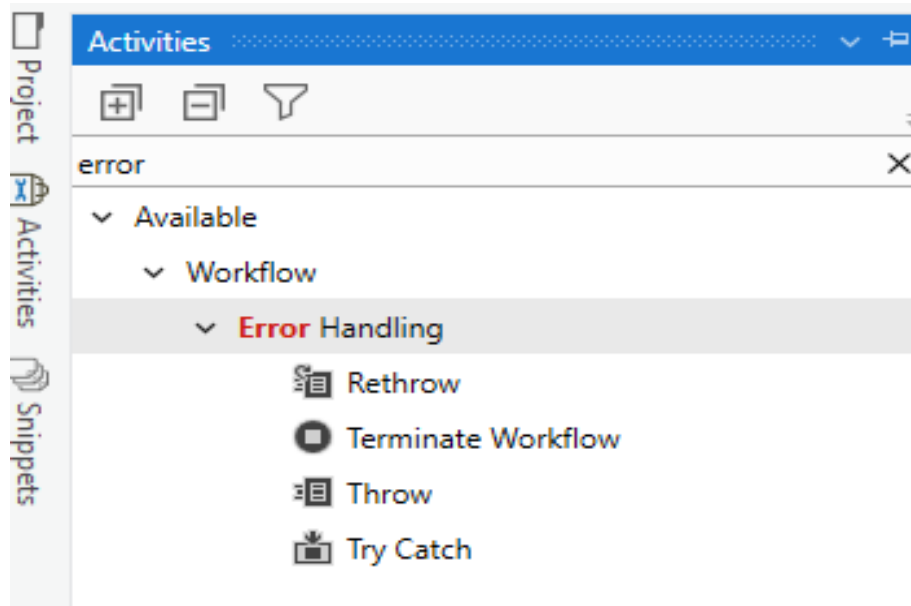 Project
Activities
Snippets
Activities
error
Available
Workflow
Error Handling
Rethrow
Terminate Workflow
Throw
Try Catch